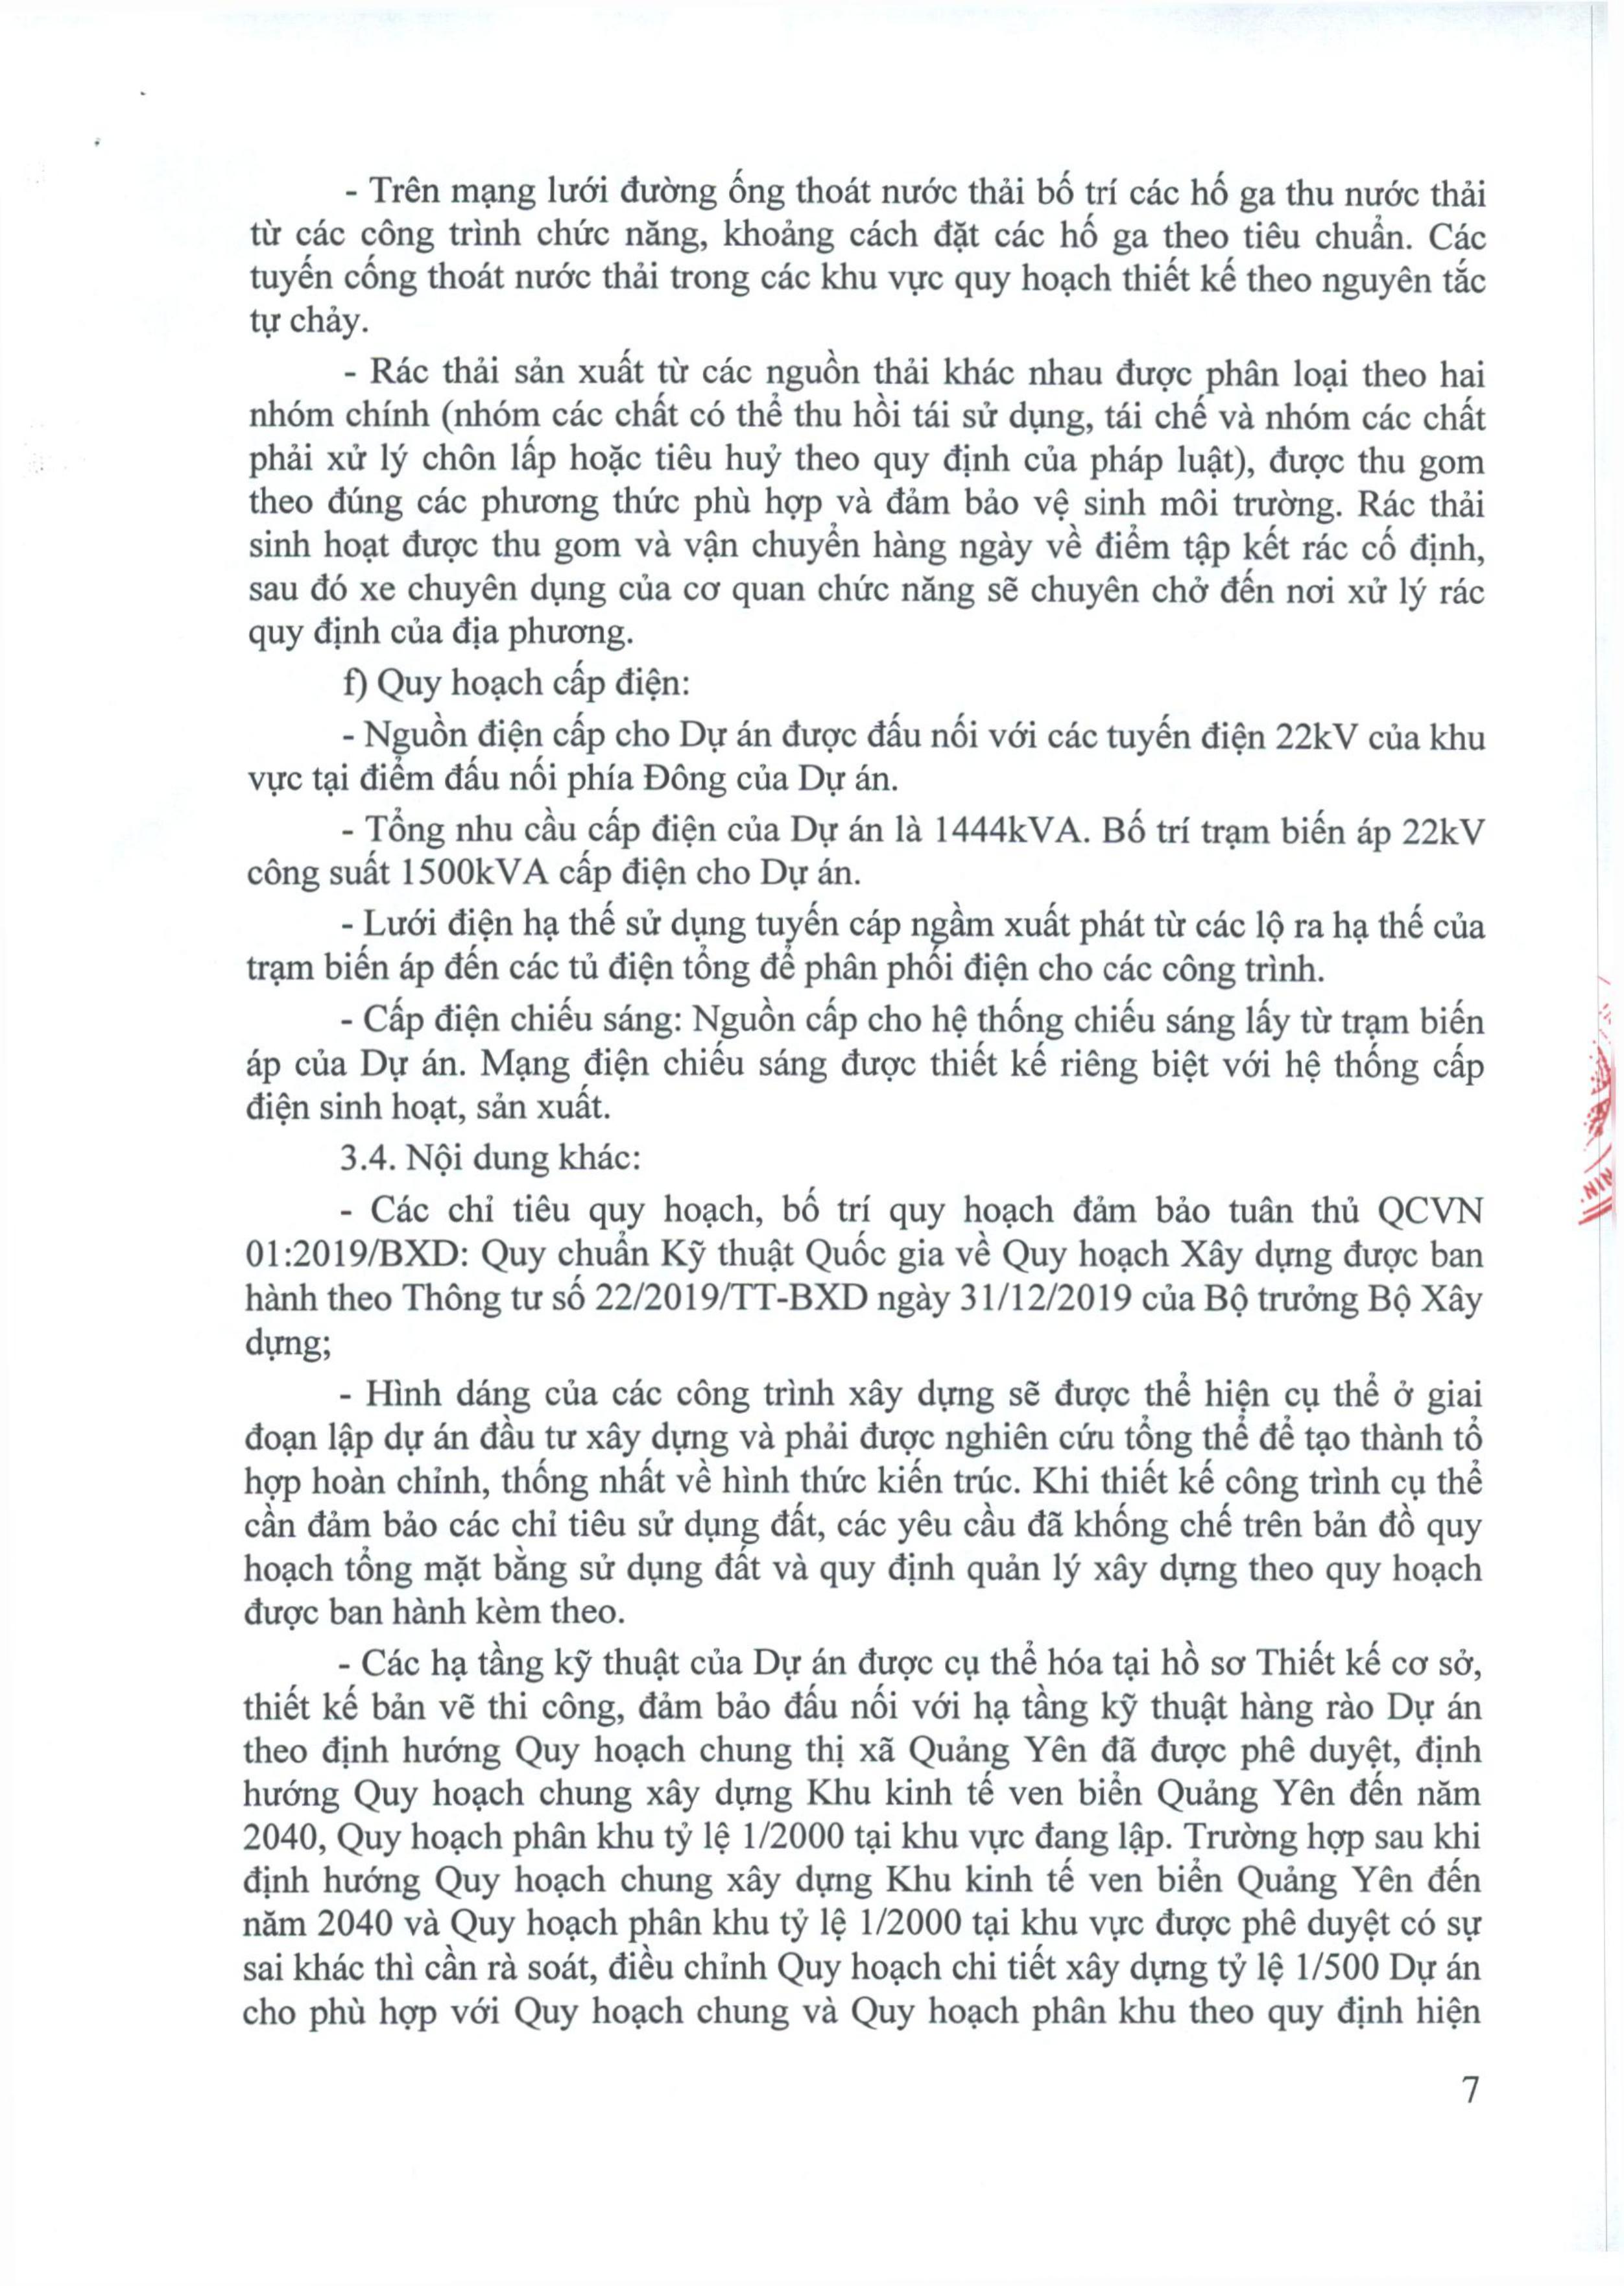 - Trên mạng lưới đường ống thoát nước thải bố trí các hố ga thu nước thải
từ các công trình chức năng, khoảng cách đặt các hố ga theo tiêu chuẩn. Các
tuyến cống thoát nước thải trong các khu vực quy hoạch thiết kế theo nguyên tắc
tự chảy.
- Rác thải sản xuất từ các nguồn thải khác nhau được phân loại theo hai
nhóm chính (nhóm các chất có thể thu hồi tái sử dụng, tái chế và nhóm các chất
phải xử lý chôn lấp hoặc tiêu huỷ theo quy định của pháp luật), được thu gom
theo đúng các phương thức phù hợp và đảm bảo vệ sinh môi trường. Rác thải
sinh hoạt được thu gom và vận chuyển hàng ngày về điểm tập kết rác cố định,
sau đó xe chuyên dụng của cơ quan chức năng sẽ chuyên chở đến nơi xử lý rác
quy định của địa phương.
f) Quy hoạch cấp điện:
- Nguồn điện cấp cho Dự án được đấu nối với các tuyến điện 22kV của khu
vực tại điểm đấu nối phía Đông của Dự án.
- Tổng nhu cầu cấp điện của Dự án là 1444kVA. Bố trí trạm biến áp 22kV
công suất 1500kVA cấp điện cho Dự án.
- Lưới điện hạ thế sử dụng tuyến cáp ngầm xuất phát từ các lộ ra hạ thế của
trạm biến áp đến các tủ điện tổng để phân phối điện cho các công trình.
- Cấp điện chiếu sáng: Nguồn cấp cho hệ thống chiếu sáng lấy từ trạm biến
áp của Dự án. Mạng điện chiếu sáng được thiết kế riêng biệt với hệ thống cấp
điện sinh hoạt, sản xuất.
3.4. Nội dung khác:
- Các chỉ tiêu quy hoạch, bố trí quy hoạch đảm bảo tuân thủ QCVN
01:2019/BXD: Quy chuẩn Kỹ thuật Quốc gia về Quy hoạch Xây dựng được ban
hành theo Thông tư số 22/2019/TT-BXD ngày 31/12/2019 của Bộ trưởng Bộ Xây
dựng;
- Hình dáng của các công trình xây dựng sẽ được thể hiện cụ thể ở giai
đoạn lập dự án đầu tư xây dựng và phải được nghiên cứu tổng thể để tạo thành tổ
hợp hoàn chỉnh, thống nhất về hình thức kiến trúc. Khi thiết kế công trình cụ thể
cần đảm bảo các chỉ tiêu sử dụng đất, các yêu cầu đã khống chế trên bản đồ quy
hoạch tổng mặt bằng sử dụng đất và quy định quản lý xây dựng theo quy hoạch
được ban hành kèm theo.
- Các hạ tầng kỹ thuật của Dự án được cụ thể hóa tại hồ sơ Thiết kế cơ sở,
thiết kế bản vẽ thi công, đảm bảo đấu nối với hạ tầng kỹ thuật hàng rào Dự án
theo định hướng Quy hoạch chung thị xã Quảng Yên đã được phê duyệt, định
hướng Quy hoạch chung xây dựng Khu kinh tế ven biển Quảng Yên đến năm
2040, Quy hoạch phân khu tỷ lệ 1/2000 tại khu vực đang lập. Trường hợp sau khi
định hướng Quy hoạch chung xây dựng Khu kinh tế ven biển Quảng Yên đến
năm 2040 và Quy hoạch phân khu tỷ lệ 1/2000 tại khu vực được phê duyệt có sự
sai khác thì cần rà soát, điều chỉnh Quy hoạch chi tiết xây dựng tỷ lệ 1/500 Dự án
cho phù hợp với Quy hoạch chung và Quy hoạch phân khu theo quy định hiện
7